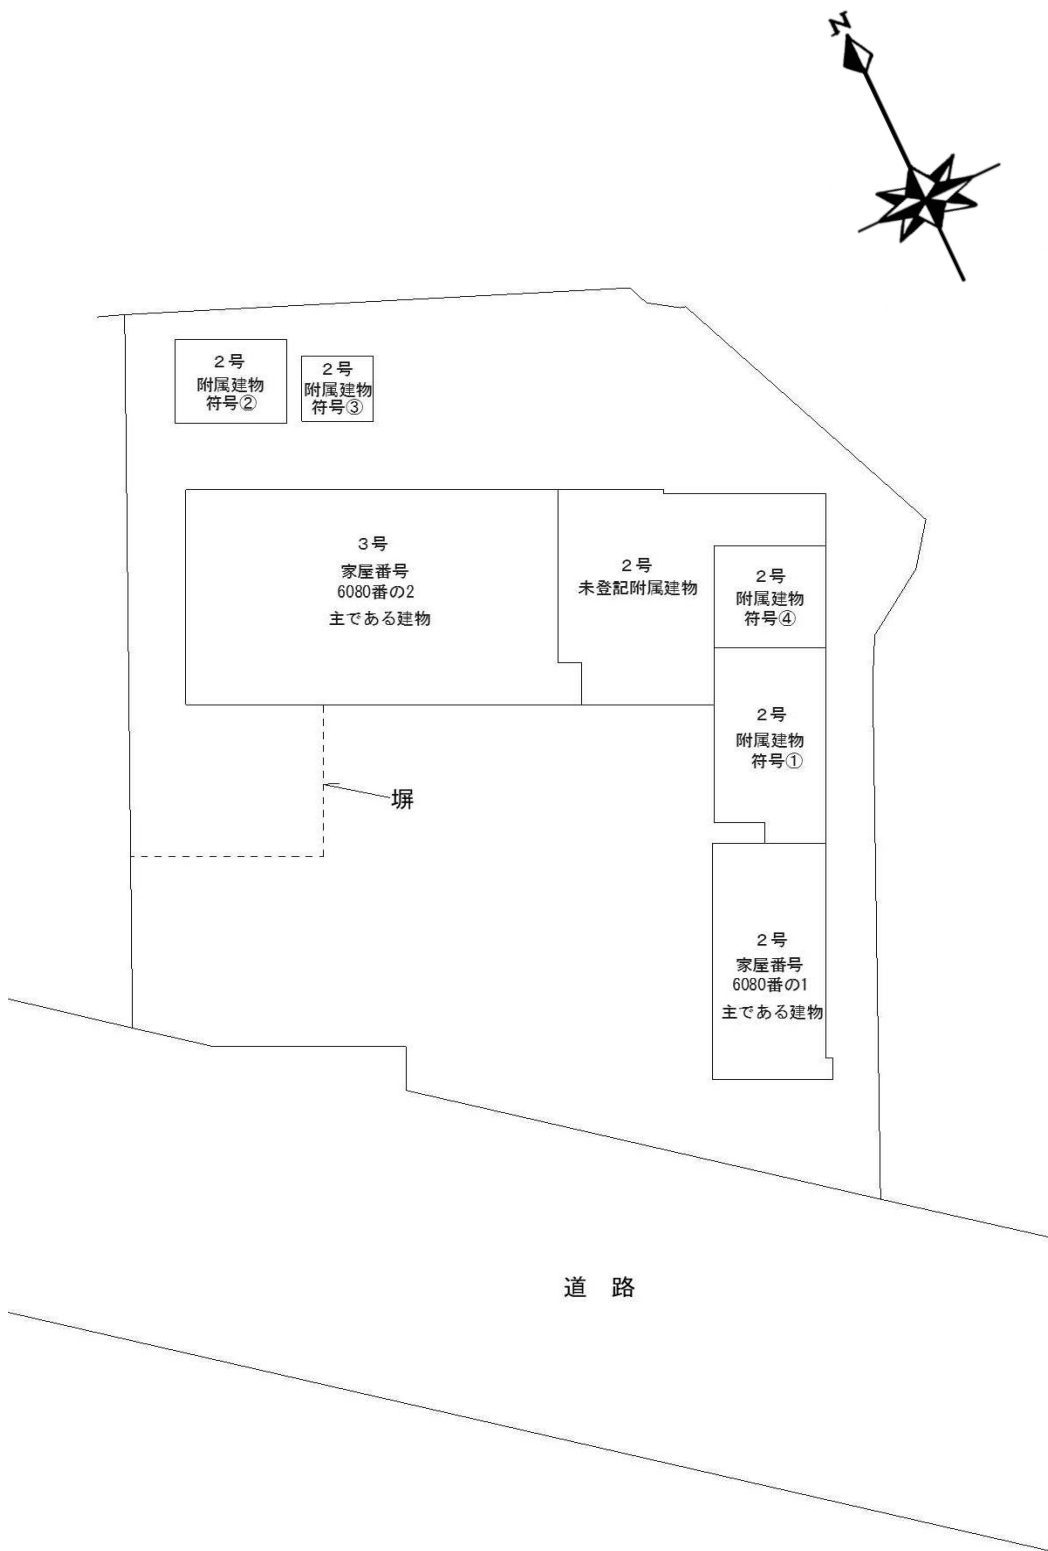 N
２号
附属建物
符号②
２号
附属建物
符号③
３号
家屋番号
6080番の2
主である建物
２号
未登記附属建物
２号
附属建物
符号④
２号
附属建物
符号①
塀
２号
家屋番号
6080番の1
主である建物
道　路